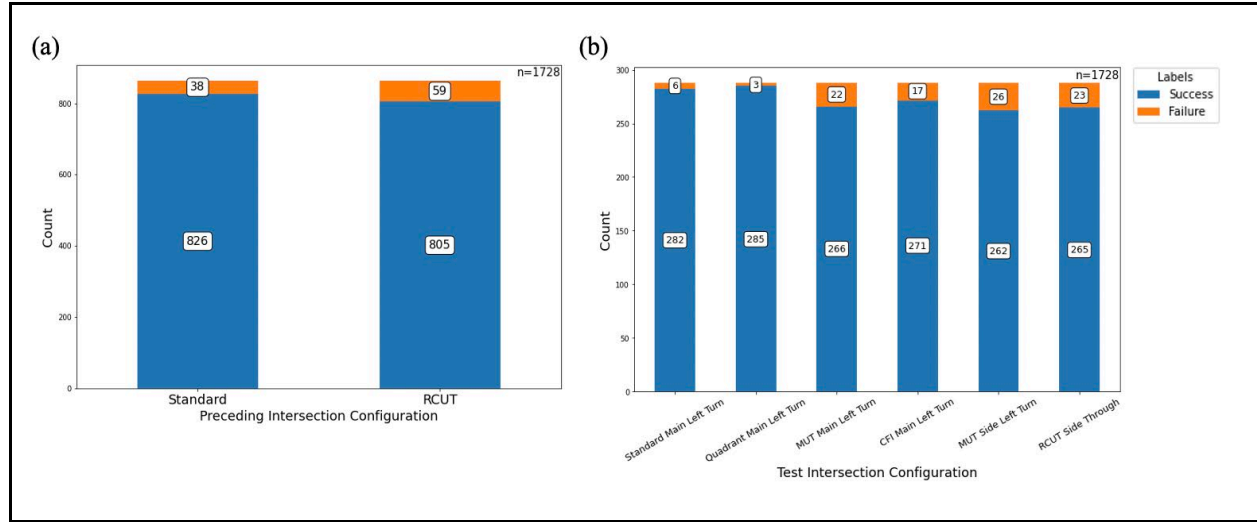 (a)
n=1728
800
600
400
200
0
Count
38
59
826
805
Standard
RCUT
Preceding Intersection Configuration
(b)
n=1728
300
250
200
150
100
50
0
Count
6
3
22
17
26
23
282
285
266
271
262
265
Standard Main Left Turn
Quadrant Main Left Turn
MUT Main Left Turn
CFI Main Left Turn
MUT Side Left Turn
RCUT Side Through
Test Intersection Configuration
Labels
Success
Failure